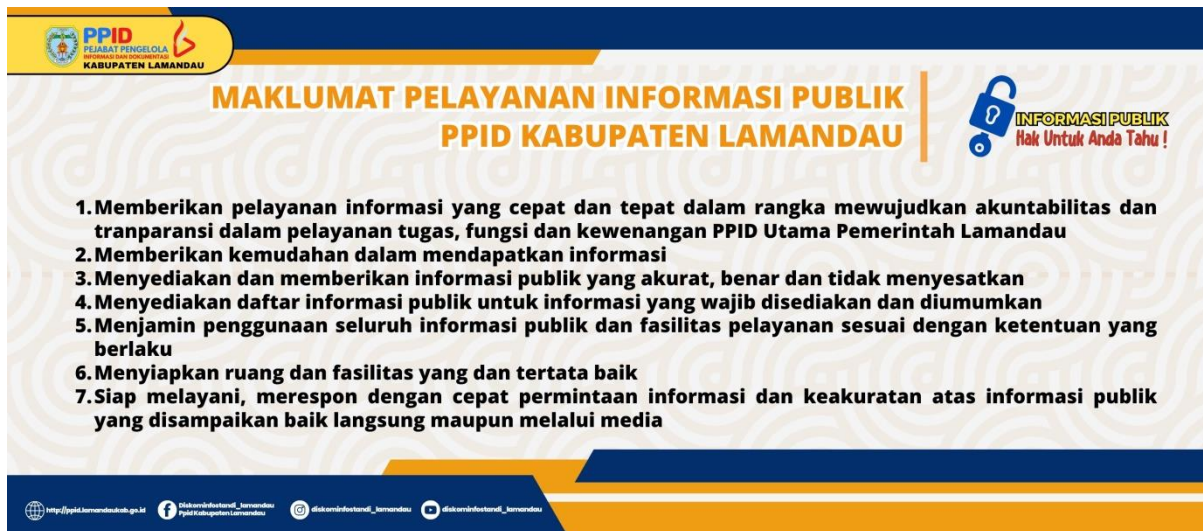 PPID
PEJABAT PENGELOLA
INFORMASI DAN DOKUMENTASI
KABUPATEN LAMANDAU
MAKLUMAT PELAYANAN INFORMASI PUBLIK
PPID KABUPATEN LAMANDAU
INFORMASI PUBLIK
Hak Untuk Anda Tahu !
1. Memberikan pelayanan informasi yang cepat dan tepat dalam rangka mewujudkan akuntabilitas dan
tranparansi dalam pelayanan tugas, fungsi dan kewenangan PPID Utama Pemerintah Lamandau
2. Memberikan kemudahan dalam mendapatkan informasi
3. Menyediakan dan memberikan informasi publik yang akurat, benar dan tidak menyesatkan
4. Menyediakan daftar informasi publik untuk informasi yang wajib disediakan dan diumumkan
5. Menjamin penggunaan seluruh informasi publik dan fasilitas pelayanan sesuai dengan ketentuan yang
berlaku
6. Menyiapkan ruang dan fasilitas yang dan tertata baik
7. Siap melayani, merespon dengan cepat permintaan informasi dan keakuratan atas informasi publik
yang disampaikan baik langsung maupun melalui media
http://ppid.lamandaukab.go.id
Diskominfostandi_lamandau
Ppid Kabupaten Lamandau
diskominfostandi_lamandau
diskominfostandi_lamandau